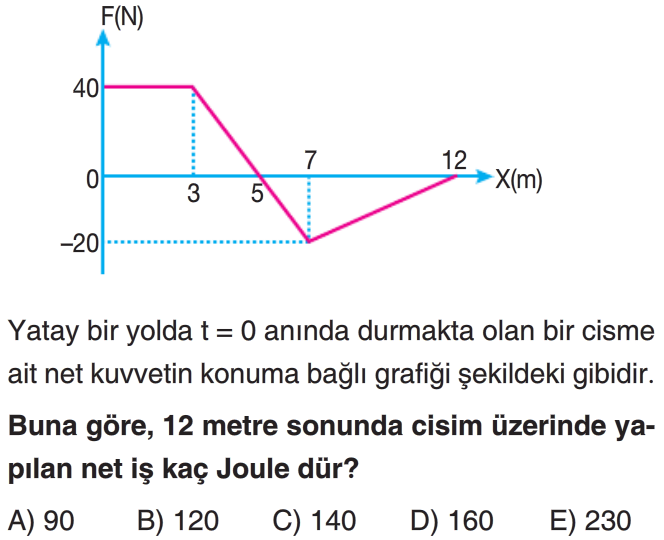 F(N)
40
0
3
5
7
12
X(m)
–20
Yatay bir yolda t = 0 anında durmakta olan bir cisme
ait net kuvvetin konuma bağlı grafiği şekildeki gibidir.
Buna göre, 12 metre sonunda cisim üzerinde ya-
pılan net iş kaç Joule dür?
A) 90 B) 120 C) 140 D) 160 E) 230